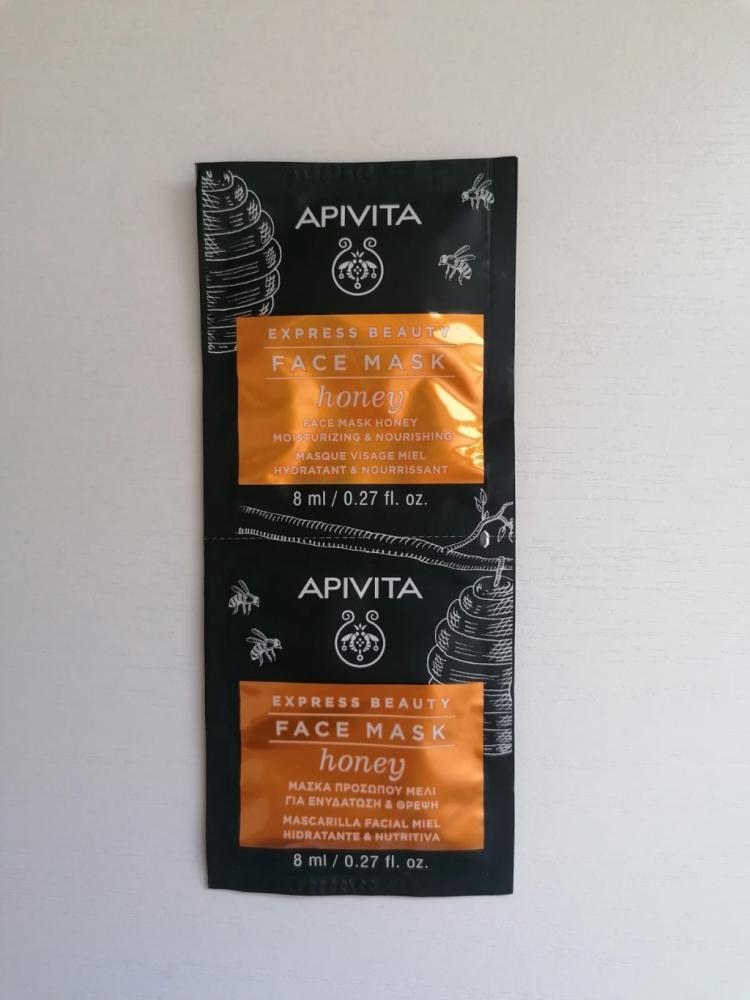 APIVITA
EXPRESS BEAUTY
FACE MASK
honey
FACE MASK HONEY
MOISTURIZING & NOURISHING
MASQUE VISAGE MIEL
HYDRATANT & NOURRISSANT
8 ml / 0.27 fl. oz.
APIVITA
EXPRESS BEAUTY
FACE MASK
honey
ΜΑΣΚΑ ΠΡΟΣΩΠΟΥ ΜΕΛΙ
ΓΙΑ ΕΝΥΔΑΤΩΣΗ & ΘΡΕΨΗ
MASCARILLA FACIAL MIEL
HIDRATANTE & NUTRITIVA
8 ml / 0.27 fl. oz.